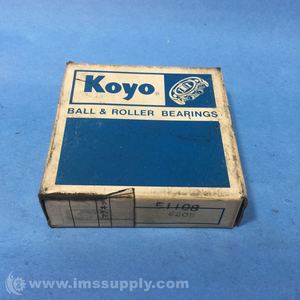 Koyo
BALL & ROLLER BEARINGS
51108
© www.imssupply.com